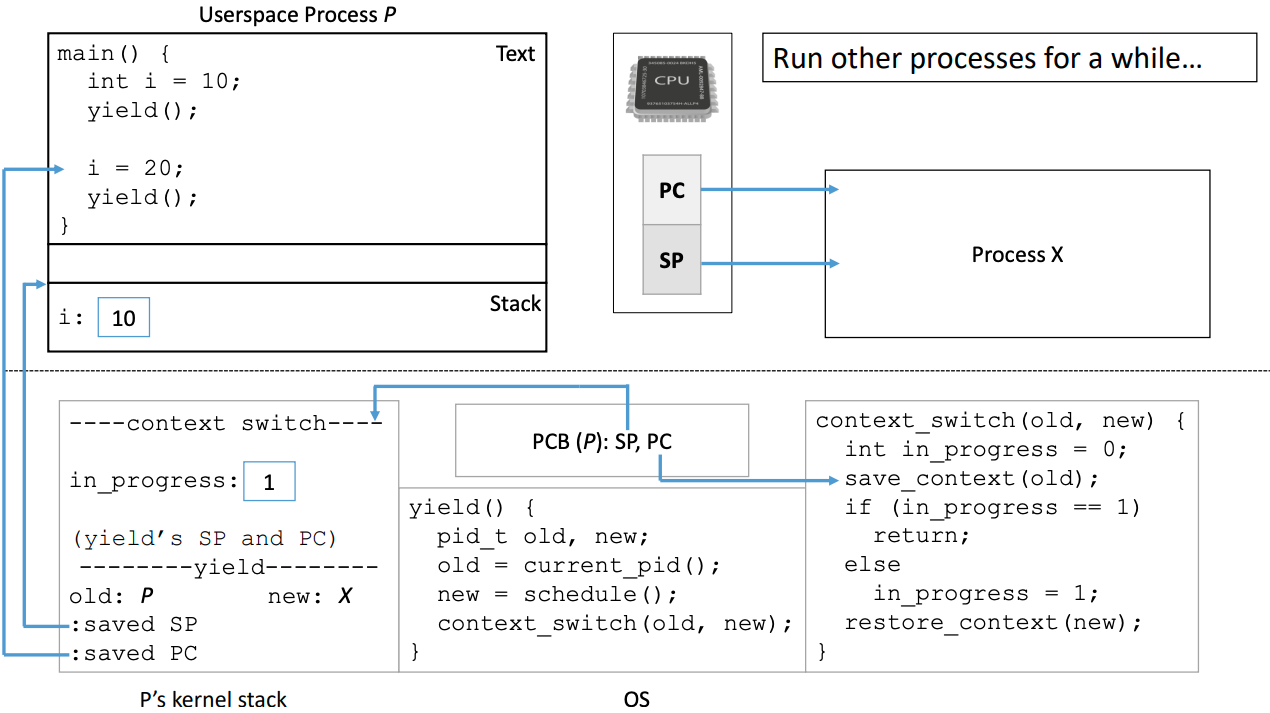 Userspace Process P
main() {
Text
int i = 10;
yield();
i = 20;
yield();
}
Stack
i: 10
CPU
PC
SP
Run other processes for a while…
Process X
----context switch----
in_progress: 1
(yield’s SP and PC)
--------yield--------
old: P new: X
:saved SP
:saved PC
P’s kernel stack
PCB (P): SP, PC
yield() {
pid_t old, new;
old = current_pid();
new = schedule();
context_switch(old, new);
}
OS
context_switch(old, new) {
int in_progress = 0;
save_context(old);
if (in_progress == 1)
return;
else
in_progress = 1;
restore_context(new);
}